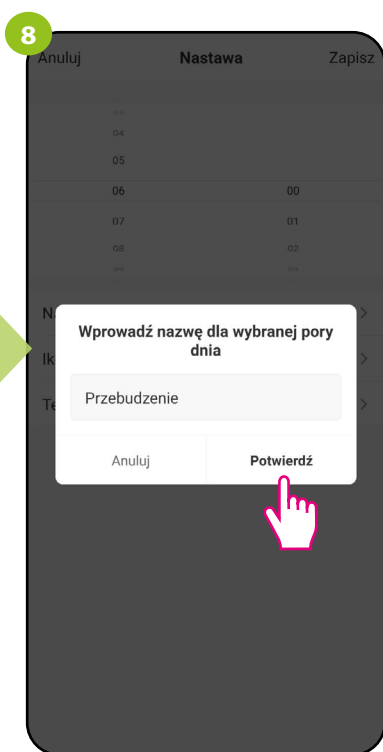 8
Anuluj Nastawa Zapisz
04
05
06 00
07 01
08 02
Wprowadź nazwę dla wybranej pory
dnia
Przebudzenie
Anuluj Potwierdź